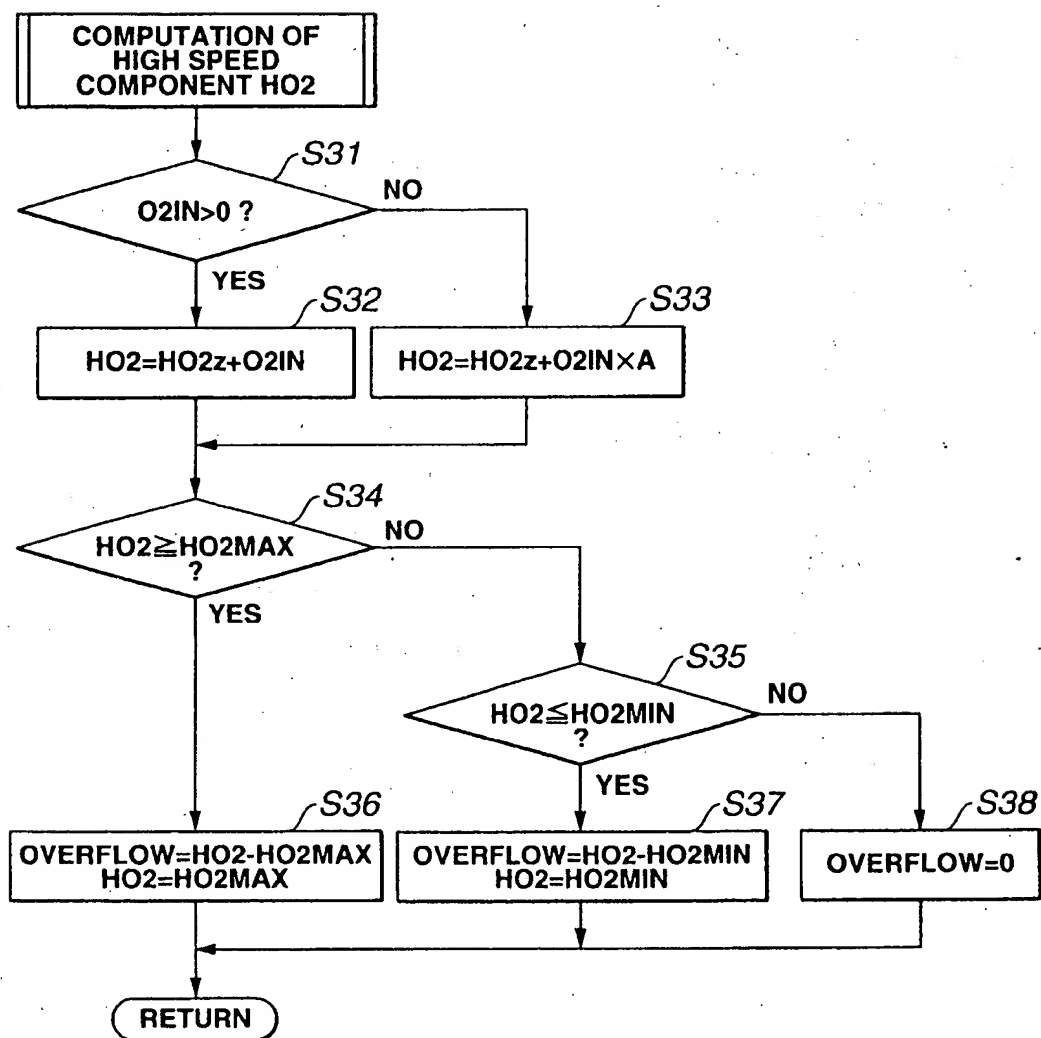 COMPUTATION OF
HIGH SPEED
COMPONENT HO2
S31
O2IN>0 ?
NO
YES
S32
HO2=HO2z+O2IN
S33
HO2=HO2z+O2IN×A
S34
HO2≧HO2MAX
?
NO
YES
S35
HO2≦HO2MIN
?
NO
YES
S36
OVERFLOW=HO2-HO2MAX
HO2=HO2MAX
S37
OVERFLOW=HO2-HO2MIN
HO2=HO2MIN
S38
OVERFLOW=0
RETURN